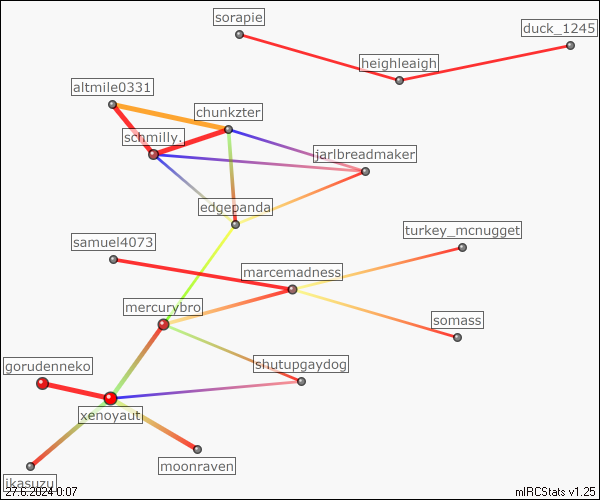 sorapie
duck_1245
heighleaigh
altmile0331
chunkzter
schmilly.
jarlbreadmaker
edgepanda
turkey_mcnugget
samuel4073
marcemadness
mercurybro
somass
gorudenneko
shutupgaydog
xenoyaut
moonraven
ikasuzu
27.6.2024 0:07
mIRCStats v1.25